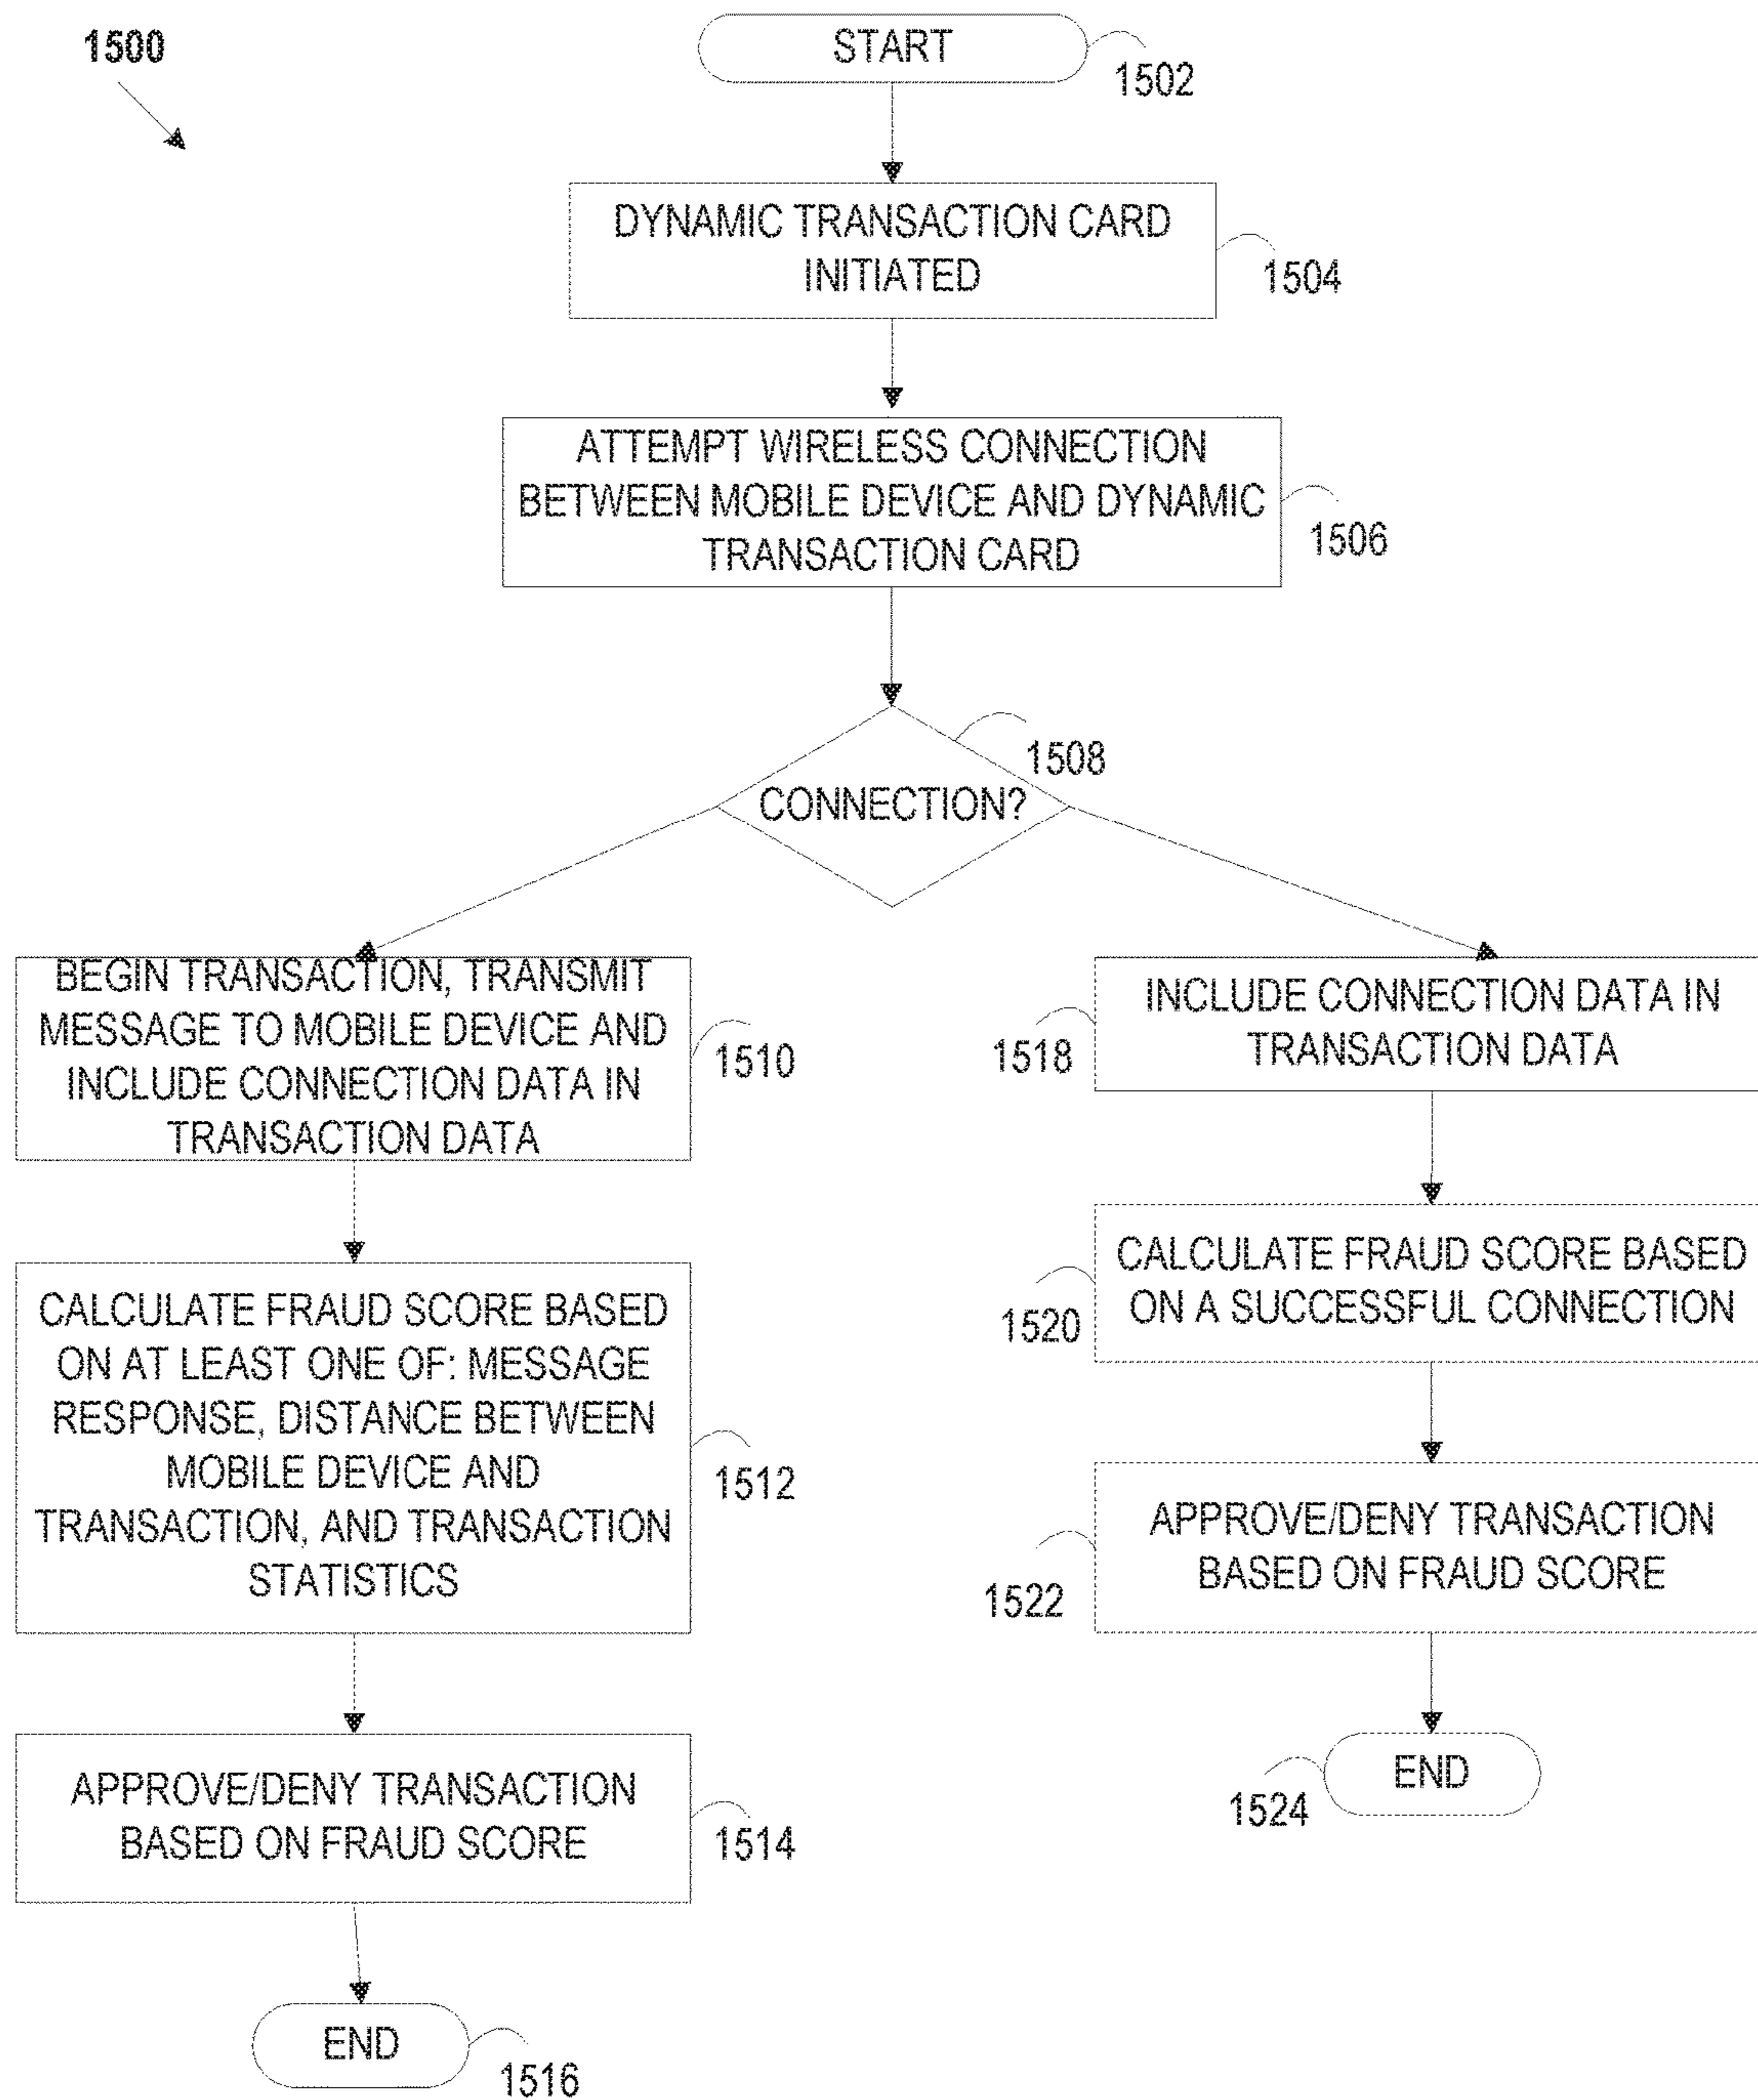 1500
START
1502
DYNAMIC TRANSACTION CARD
INITIATED
1504
ATTEMPT WIRELESS CONNECTION
BETWEEN MOBILE DEVICE AND DYNAMIC
TRANSACTION CARD
1506
1508
CONNECTION?
BEGIN TRANSACTION, TRANSMIT
MESSAGE TO MOBILE DEVICE AND
INCLUDE CONNECTION DATA IN
TRANSACTION DATA
1510
CALCULATE FRAUD SCORE BASED
ON AT LEAST ONE OF: MESSAGE
RESPONSE, DISTANCE BETWEEN
MOBILE DEVICE AND
TRANSACTION, AND TRANSACTION
STATISTICS
1512
APPROVE/DENY TRANSACTION
BASED ON FRAUD SCORE
1514
END
1516
INCLUDE CONNECTION DATA IN
TRANSACTION DATA
1518
CALCULATE FRAUD SCORE BASED
ON A SUCCESSFUL CONNECTION
1520
APPROVE/DENY TRANSACTION
BASED ON FRAUD SCORE
1522
END
1524